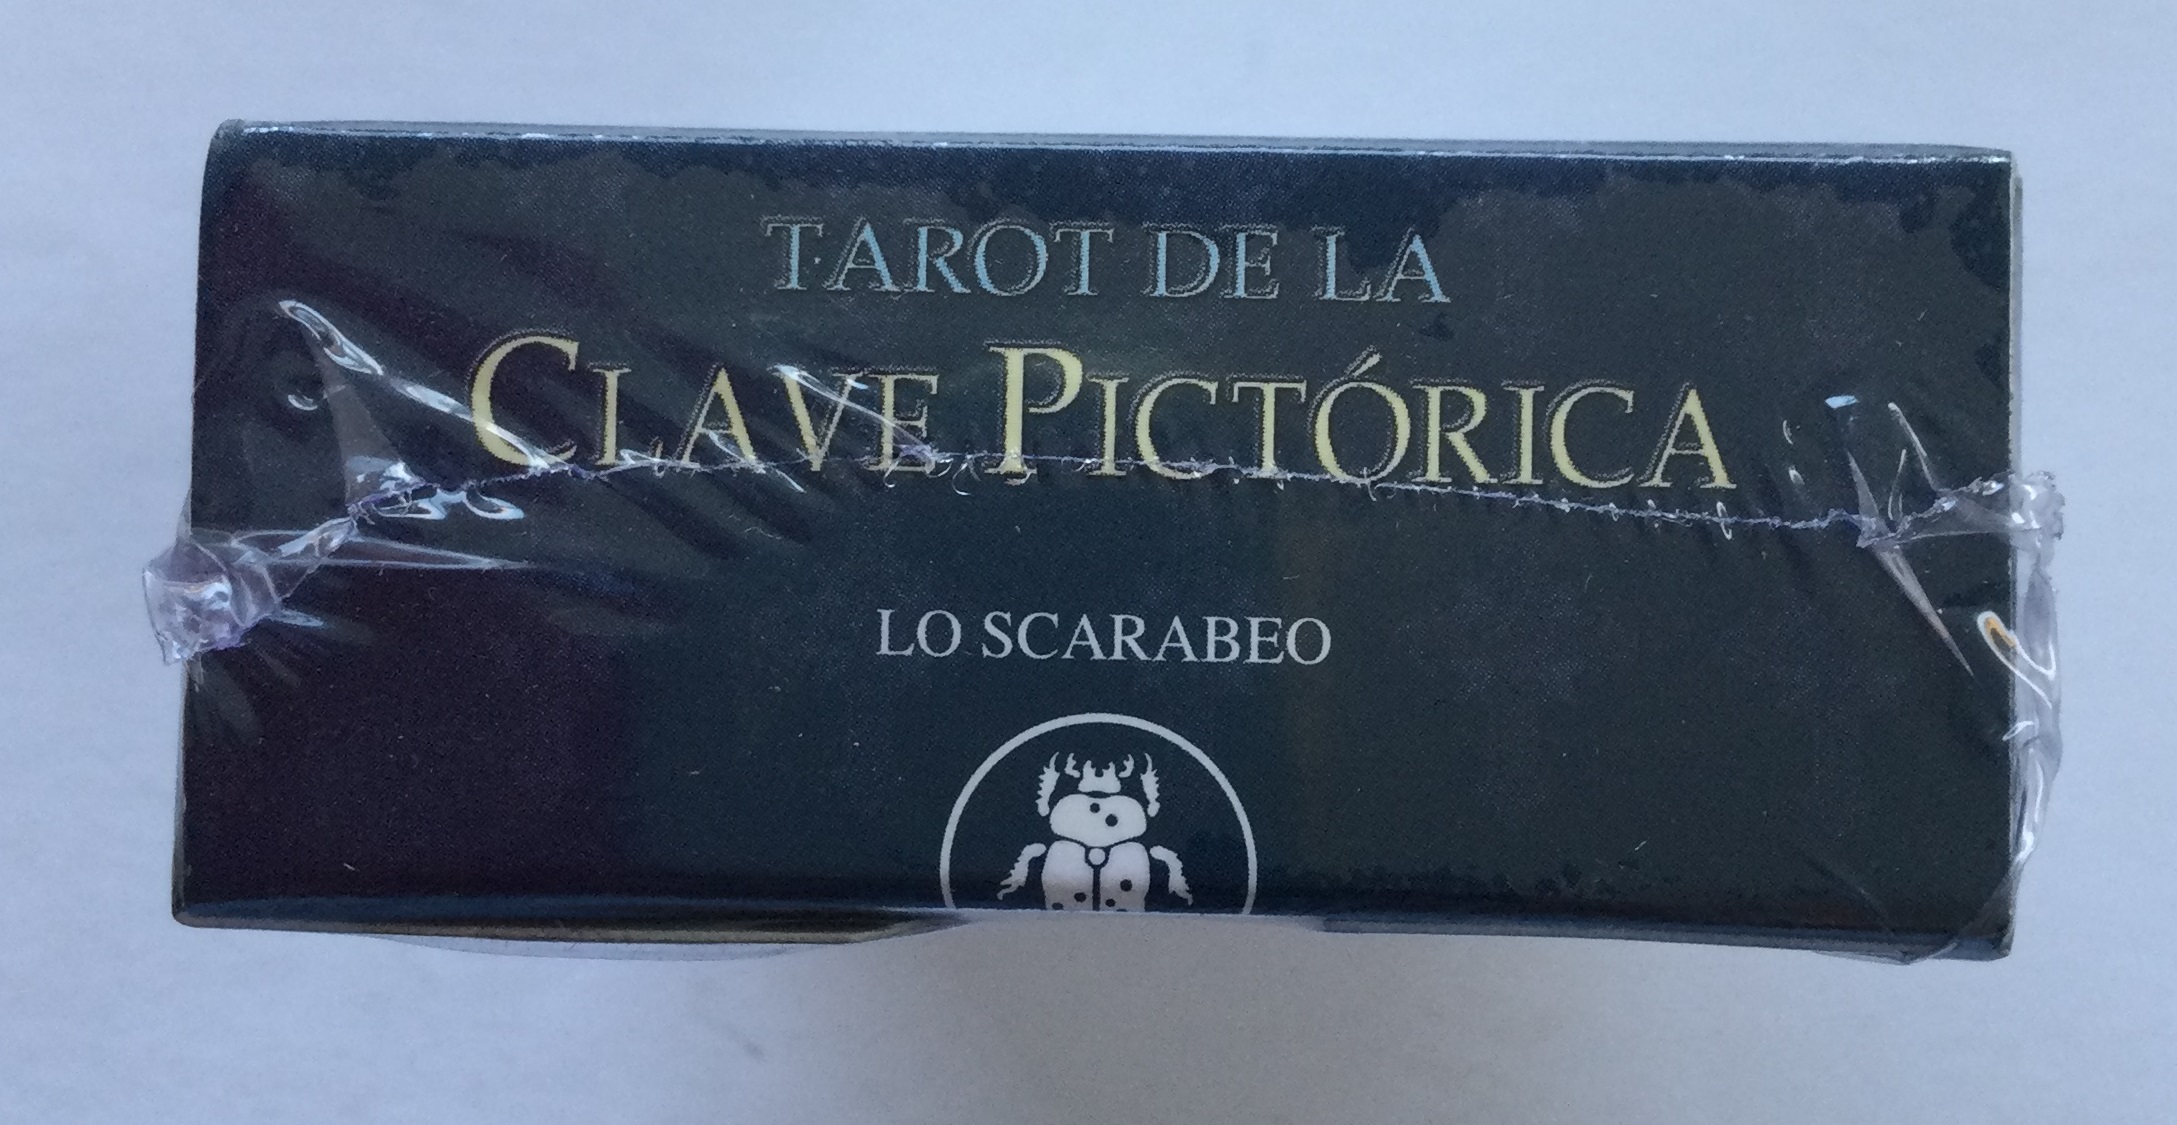 TAROT DE LA
CLAVE PICTÓRICA
LO SCARABEO